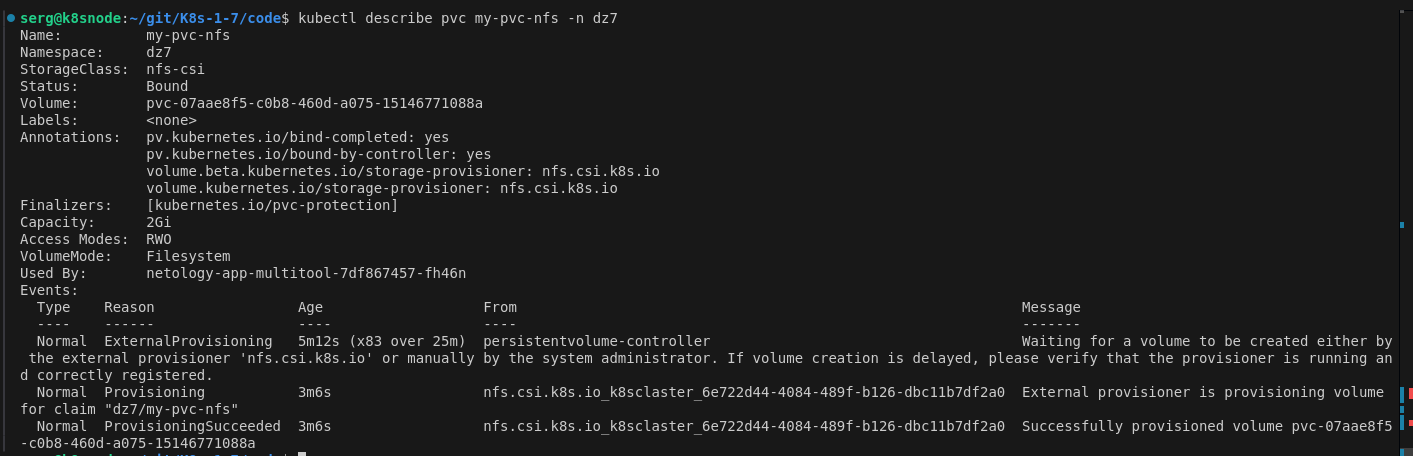 serg@k8snode:~/git/K8s-1-7/code$ kubectl describe pvc my-pvc-nfs -n dz7
Name:          my-pvc-nfs
Namespace:     dz7
StorageClass:  nfs-csi
Status:        Bound
Volume:        pvc-07aae8f5-c0b8-460d-a075-15146771088a
Labels:        <none>
Annotations:   pv.kubernetes.io/bind-completed: yes
               pv.kubernetes.io/bound-by-controller: yes
               volume.beta.kubernetes.io/storage-provisioner: nfs.csi.k8s.io
               volume.kubernetes.io/storage-provisioner: nfs.csi.k8s.io
Finalizers:    [kubernetes.io/pvc-protection]
Capacity:      2Gi
Access Modes:  RWO
VolumeMode:    Filesystem
Used By:       netology-app-multitool-7df867457-fh46n
Events:
  Type    Reason                 Age                   From                                                            Message
  ----    ------                 ----                  ----                                                            -------
  Normal  ExternalProvisioning   5m12s (x83 over 25m)  persistentvolume-controller                                     Waiting for a volume to be created either by
 the external provisioner 'nfs.csi.k8s.io' or manually by the system administrator. If volume creation is delayed, please verify that the provisioner is running an
d correctly registered.
  Normal  Provisioning           3m6s                  nfs.csi.k8s.io_k8sclaster_6e722d44-4084-489f-b126-dbc11b7df2a0  External provisioner is provisioning volume
for claim "dz7/my-pvc-nfs"
  Normal  ProvisioningSucceeded  3m6s                  nfs.csi.k8s.io_k8sclaster_6e722d44-4084-489f-b126-dbc11b7df2a0  Successfully provisioned volume pvc-07aae8f5
-c0b8-460d-a075-15146771088a